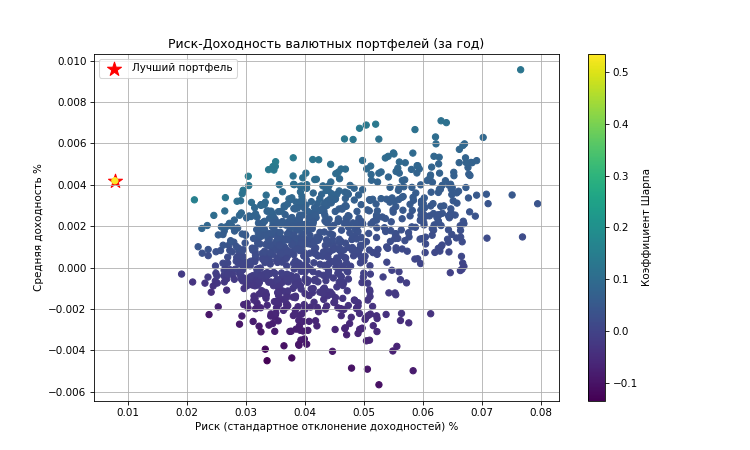 Риск-Доходность валютных портфелей (за год)
Лучший портфель
Средняя доходность %
0.010
0.008
0.006
0.004
0.002
0.000
−0.002
−0.004
−0.006
0.01 0.02 0.03 0.04 0.05 0.06 0.07 0.08
Риск (стандартное отклонение доходностей) %
0.5
0.4
0.3
0.2
0.1
0.0
−0.1
Коэффициент Шарпа